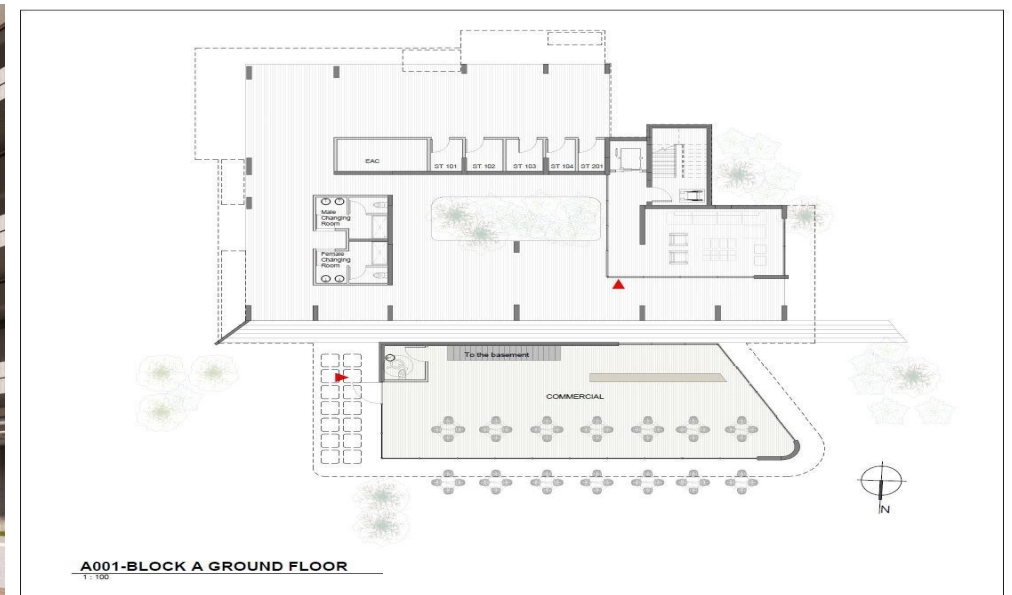 EAC
ST 101
ST 102
ST 103
ST 104
ST 201
Male
Changing
Room
Female
Changing
Room
To the basement
COMMERCIAL
N
A001-BLOCK A GROUND FLOOR
1 : 100